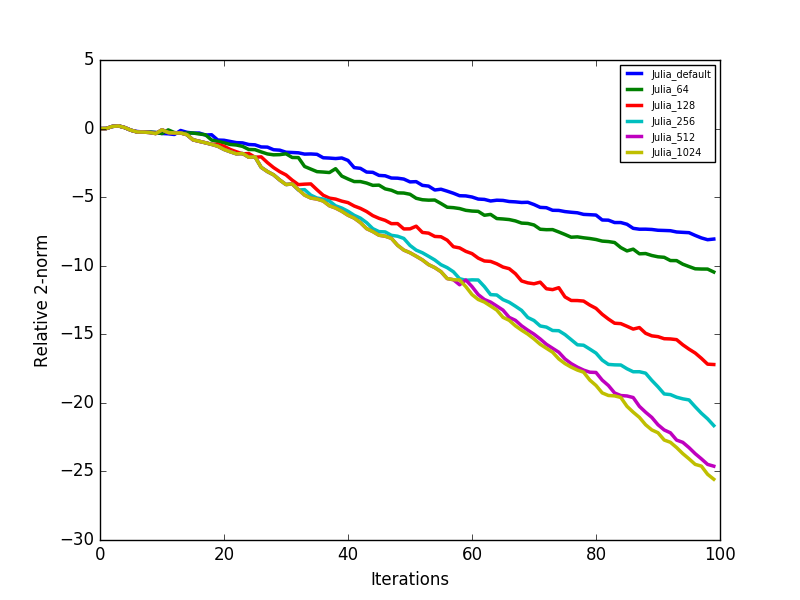 5
0
−5
−10
−15
−20
−25
−30
0 20 40 60 80 100
Relative 2-norm
Iterations
Julia_default
Julia_64
Julia_128
Julia_256
Julia_512
Julia_1024